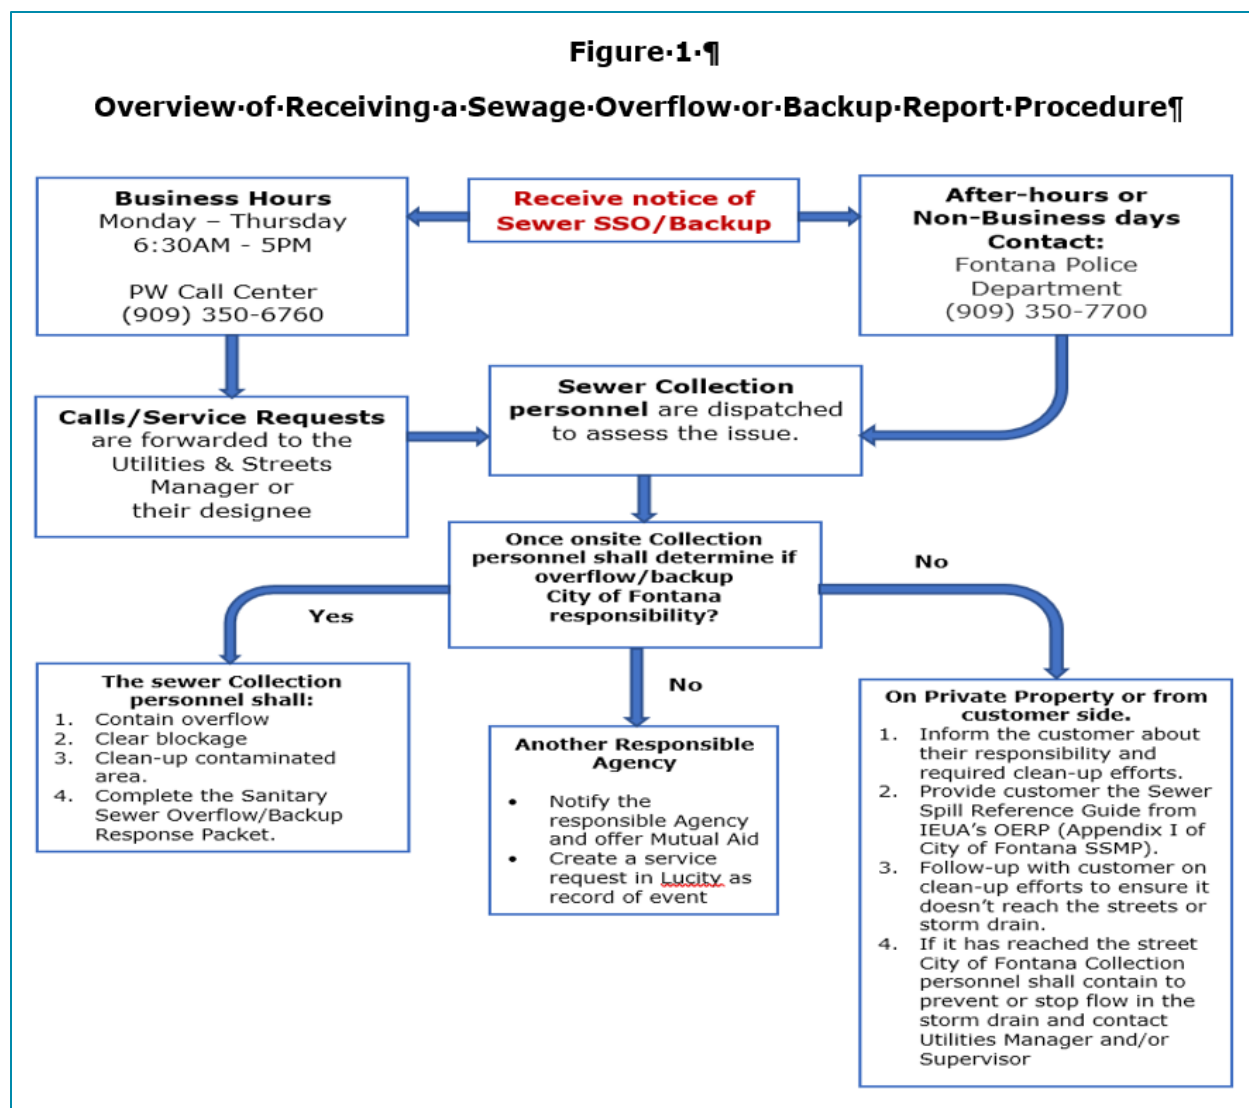 Figure·1·¶
Overview·of·Receiving·a·Sewage·Overflow·or·Backup·Report·Procedure¶
Business Hours
Monday – Thursday
6:30AM - 5PM
PW Call Center
(909) 350-6760
Receive notice of
Sewer SSO/Backup
After-hours or
Non-Business days
Contact:
Fontana Police
Department
(909) 350-7700
Calls/Service Requests
are forwarded to the
Utilities & Streets
Manager or
their designee
Sewer Collection
personnel are dispatched
to assess the issue.
Once onsite Collection
personnel shall determine if
overflow/backup
City of Fontana
responsibility?
Yes
No
No
The sewer Collection
personnel shall:
1. Contain overflow
2. Clear blockage
3. Clean-up contaminated
area.
4. Complete the Sanitary
Sewer Overflow/Backup
Response Packet.
Another Responsible
Agency
• Notify the
responsible Agency
and offer Mutual Aid
• Create a service
request in Lucity as
record of event
On Private Property or from
customer side.
1. Inform the customer about
their responsibility and
required clean-up efforts.
2. Provide customer the Sewer
Spill Reference Guide from
IEUA's OERP (Appendix I of
City of Fontana SSMP).
3. Follow-up with customer on
clean-up efforts to ensure it
doesn't reach the streets or
storm drain.
4. If it has reached the street
City of Fontana Collection
personnel shall contain to
prevent or stop flow in the
storm drain and contact
Utilities Manager and/or
Supervisor